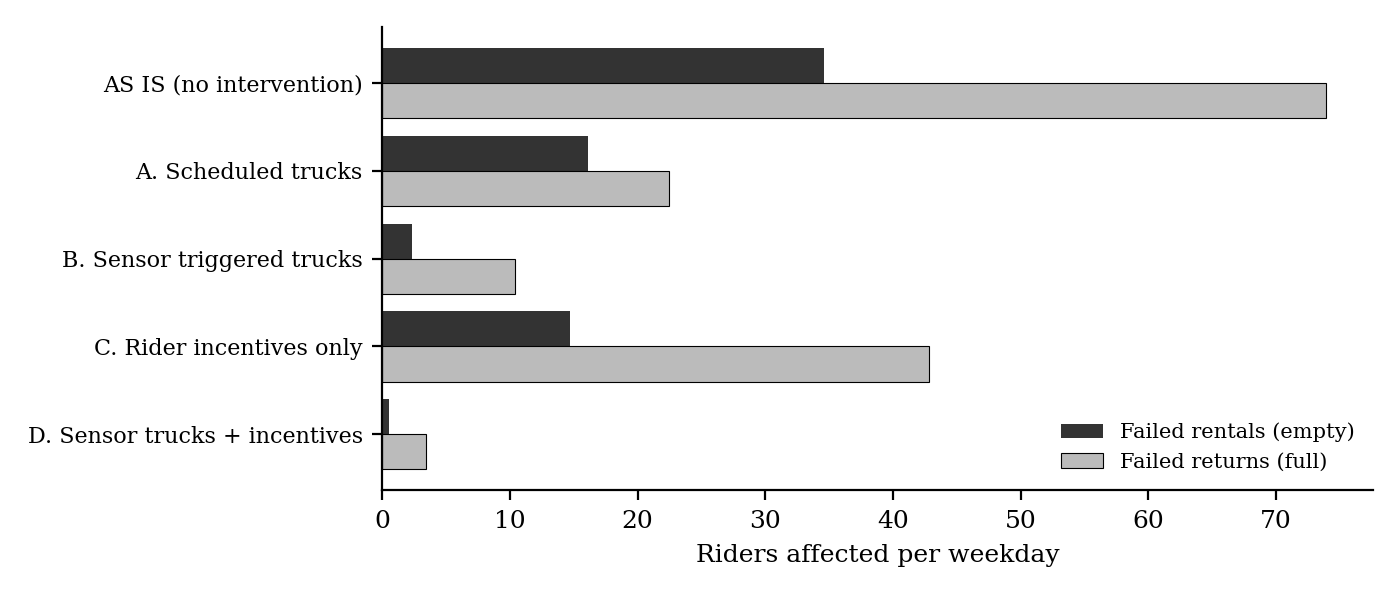 AS IS (no intervention)
A. Scheduled trucks
B. Sensor triggered trucks
C. Rider incentives only
D. Sensor trucks + incentives
Failed rentals (empty)
Failed returns (full)
0 10 20 30 40 50 60 70
Riders affected per weekday